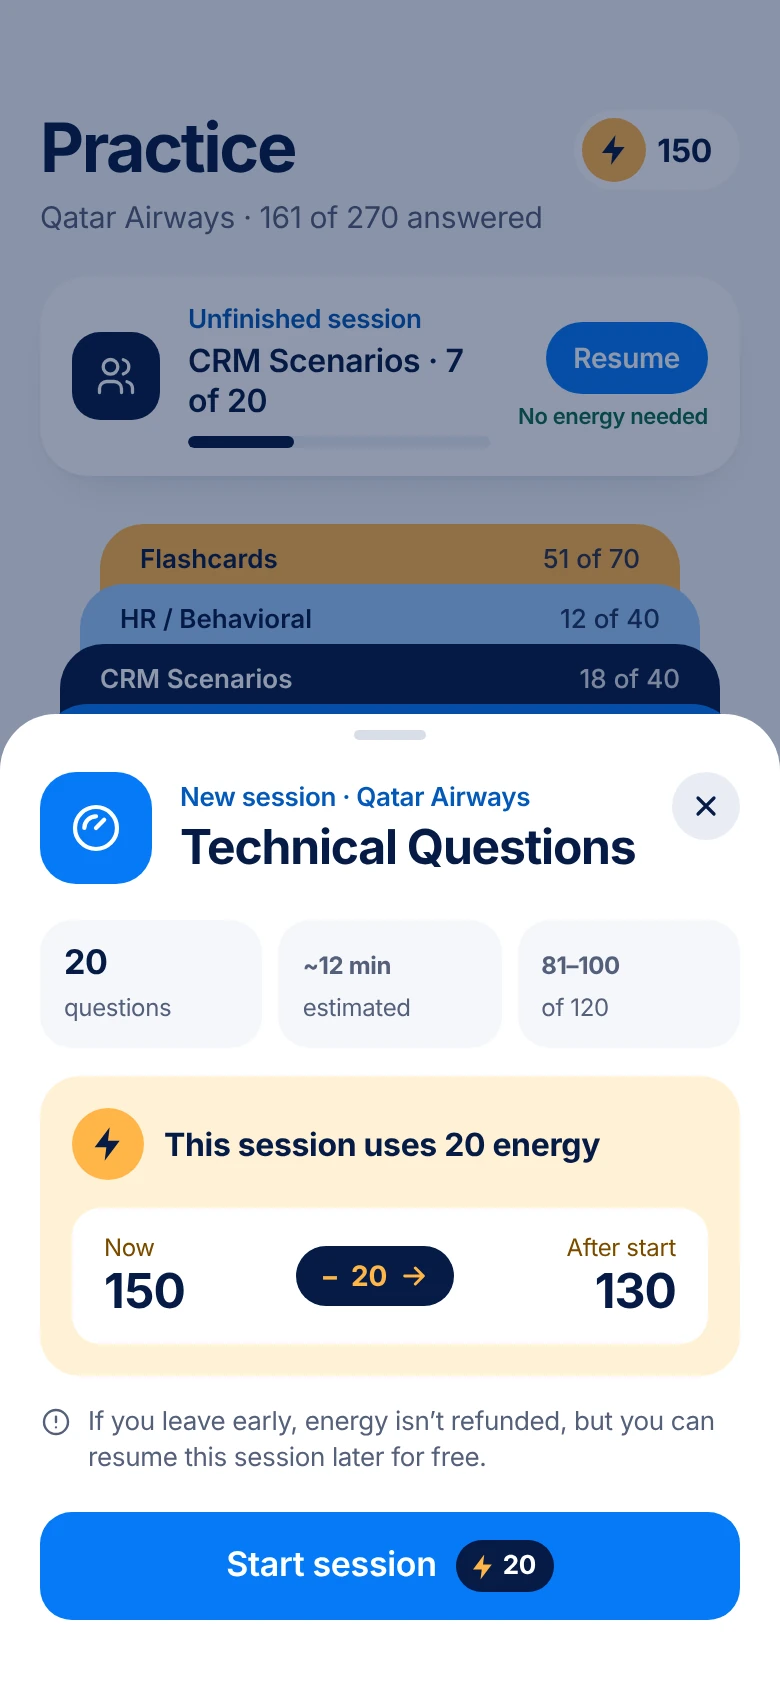 Practice
150
Qatar Airways · 161 of 270 answered
Unfinished session
CRM Scenarios · 7
of 20
Resume
No energy needed
Flashcards
51 of 70
HR / Behavioral
12 of 40
CRM Scenarios
18 of 40
New session · Qatar Airways
Technical Questions
20
questions
~12 min
estimated
81–100
of 120
This session uses 20 energy
Now
150
– 20 →
After start
130
If you leave early, energy isn’t refunded, but you can
resume this session later for free.
Start session
20